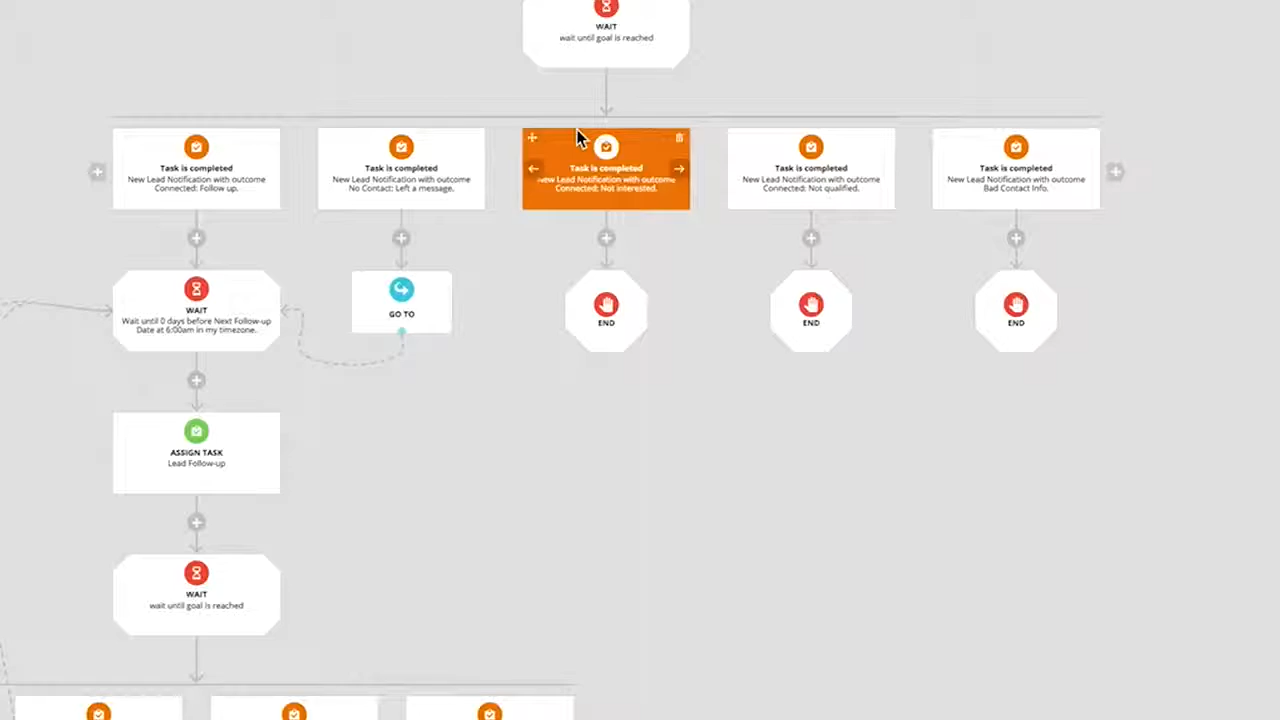 WAIT
wait until goal is reached
Task is completed
New Lead Notification with outcome
Connected: Follow up.
Task is completed
New Lead Notification with outcome
No Contact: Left a message.
Task is completed
New Lead Notification with outcome
Connected: Not interested.
Task is completed
New Lead Notification with outcome
Connected: Not qualified.
Task is completed
New Lead Notification with outcome
Bad Contact Info.
WAIT
Wait until 0 days before Next Follow-up
Date at 6:00am in my timezone.
GO TO
END
END
END
ASSIGN TASK
Lead Follow-up
WAIT
wait until goal is reached